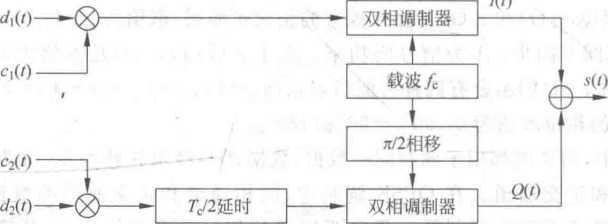 d₁(t)
双相调制器
I(t)
c₁(t)
载波 f₀
s(t)
π/2相移
c₂(t)
Q(t)
d₂(t)
T_c/2延时
双相调制器